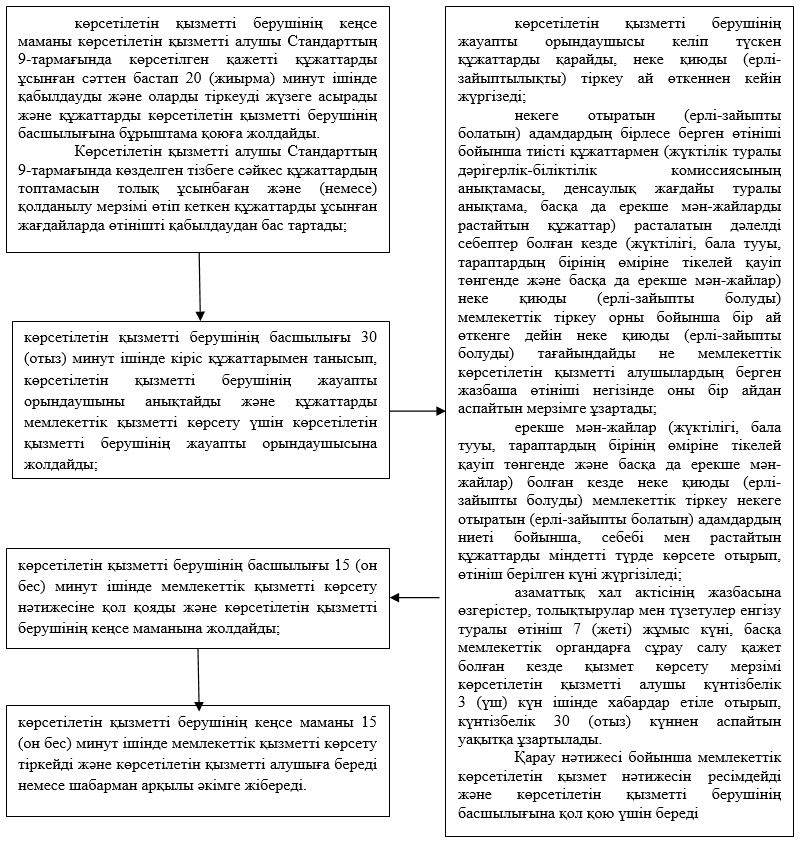 көрсетілетін қызметті берушінің кеңсе
маманы көрсетілетін қызметті алушы Стандарттың
9-тармағында көрсетілген қажетті құжаттарды
ұсынған сәттен бастап 20 (жиырма) минут ішінде
қабылдауды және оларды тіркеуді жүзеге асырады
және құжаттарды көрсетілетін қызметті берушінің
басшылығына бұрыштама қоюға жолдайды.
Көрсетілетін қызметті алушы Стандарттың
9-тармағында көзделген тізбеге сәйкес құжаттардың
топтамасын толық ұсынбаған және (немесе)
қолданылу мерзімі өтіп кеткен құжаттарды ұсынған
жағдайларда өтінішті қабылдаудан бас тартады;
көрсетілетін қызметті берушінің басшылығы 30
(отыз) минут ішінде кіріс құжаттарымен танысып,
көрсетілетін қызметті берушінің жауапты
орындаушыны анықтайды және құжаттарды
мемлекеттік қызметті көрсету үшін көрсетілетін
қызметті берушінің жауапты орындаушысына
жолдайды;
көрсетілетін қызметті берушінің
жауапты орындаушысы келіп түскен
құжаттарды қарайды, неке қиюды (ерлі-
зайыптылықты) тіркеу ай өткеннен кейін
жүргізеді;
некеге отыратын (ерлі-зайыпты
болатын) адамдардың бірлесе берген өтініші
бойынша тиісті құжаттармен (жүктілік туралы
дәрігерлік-біліктілік комиссиясының
анықтамасы, денсаулық жағдайы туралы
анықтама, басқа да ерекше мән-жайларды
растайтын құжаттар) расталатын дәлелді
себептер болған кезде (жүктілігі, бала тууы,
тараптардың бірінің өміріне тікелей қауіп
төнгенде және басқа да ерекше мән-жайлар)
неке қиюды (ерлі-зайыпты болуды)
мемлекеттік тіркеу орны бойынша бір ай
өткенге дейін неке қиюды (ерлі-зайыпты
болуды) тағайындайды не мемлекеттік
көрсетілетін қызметті алушылардың берген
жазбаша өтініші негізінде оны бір айдан
аспайтын мерзімге ұзартады;
ерекше мән-жайлар (жүктілігі, бала
тууы, тараптардың бірінің өміріне тікелей
қауіп төнгенде және басқа да ерекше мән-
жайлар) болған кезде неке қиюды (ерлі-
зайыпты болуды) мемлекеттік тіркеу некеге
отыратын (ерлі-зайыпты болатын) адамдардың
ниеті бойынша, себебі мен растайтын
құжаттарды міндетті түрде көрсете отырып,
өтініш берілген күні жүргізіледі;
азаматтық хал актісінің жазбасына
өзгерістер, толықтырулар мен түзетулер енгізу
туралы өтініш 7 (жеті) жұмыс күні, басқа
мемлекеттік органдарға сұрау салу қажет
болған кезде қызмет көрсету мерзімі
көрсетілетін қызметті алушы күнтізбелік
3 (үш) күн ішінде хабардар етіле отырып,
күнтізбелік 30 (отыз) күннен аспайтын
уақытқа ұзартылады.
Қарау нәтижесі бойынша мемлекеттік
көрсетілетін қызмет нәтижесін ресімдейді
және көрсетілетін қызметті берушінің
басшылығына қол қою үшін береді
көрсетілетін қызметті берушінің басшылығы 15 (он
бес) минут ішінде мемлекеттік қызметті көрсету
нәтижесіне қол қояды және көрсетілетін қызметті
берушінің кеңсе маманына жолдайды;
көрсетілетін қызметті берушінің кеңсе маманы 15
(он бес) минут ішінде мемлекеттік қызметті көрсету
тіркейді және көрсетілетін қызметті алушыға береді
немесе шабарман арқылы әкімге жібереді.